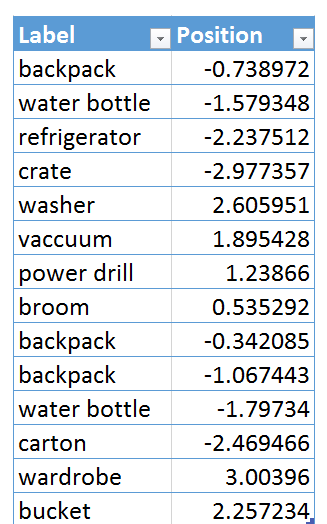 Label Position
backpack -0.738972
water bottle -1.579348
refrigerator -2.237512
crate -2.977357
washer 2.605951
vaccuum 1.895428
power drill 1.23866
broom 0.535292
backpack -0.342085
backpack -1.067443
water bottle -1.79734
carton -2.469466
wardrobe 3.00396
bucket 2.257234